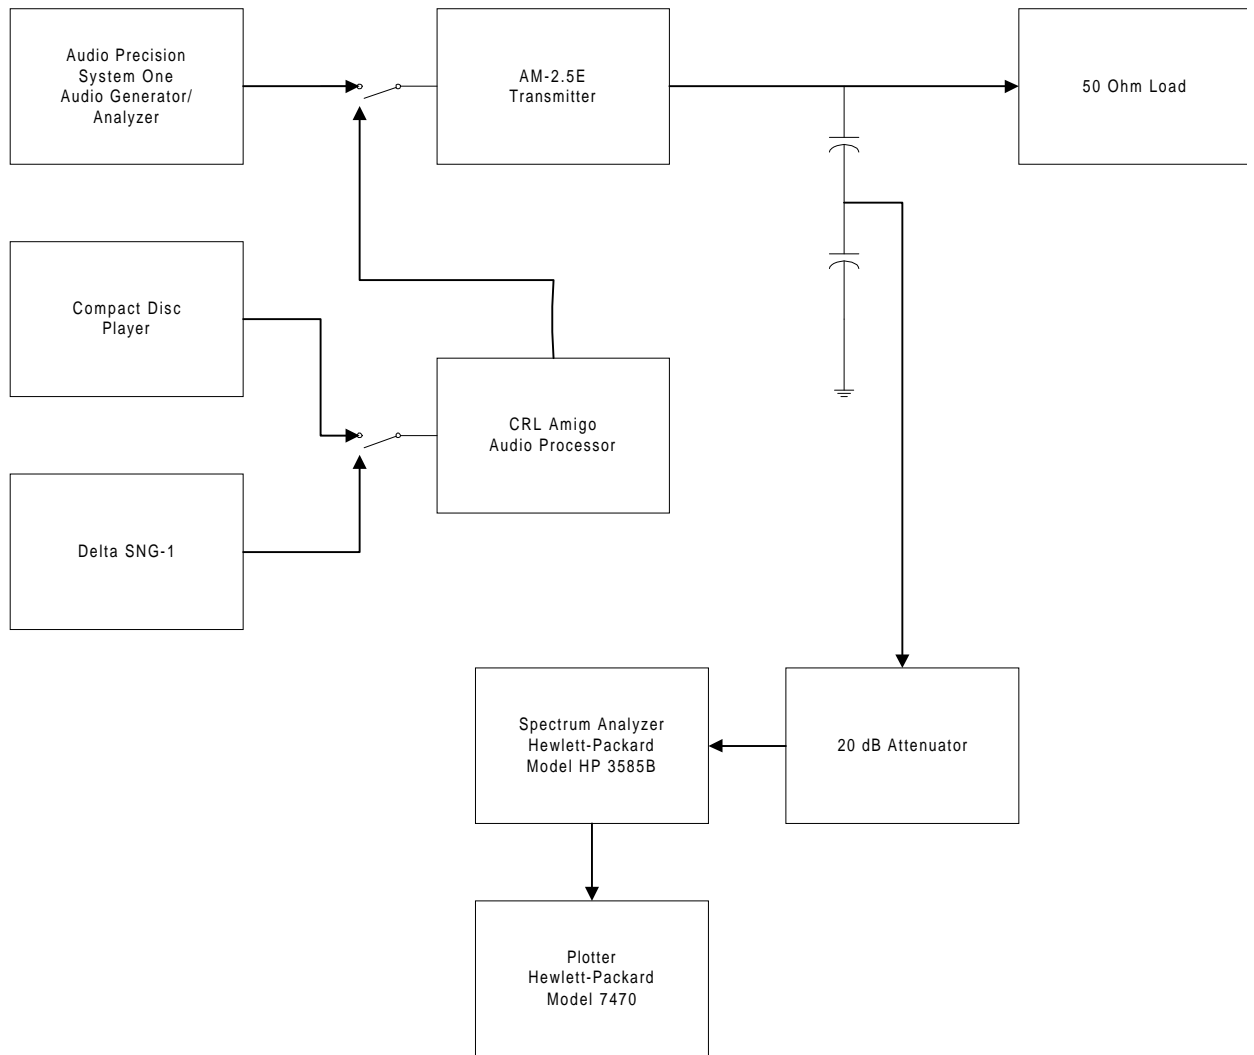 Audio Precision
System One
Audio Generator/
Analyzer
AM-2.5E
Transmitter
50 Ohm Load
Compact Disc
Player
CRL Amigo
Audio Processor
Delta SNG-1
Spectrum Analyzer
Hewlett-Packard
Model HP 3585B
20 dB Attenuator
Plotter
Hewlett-Packard
Model 7470